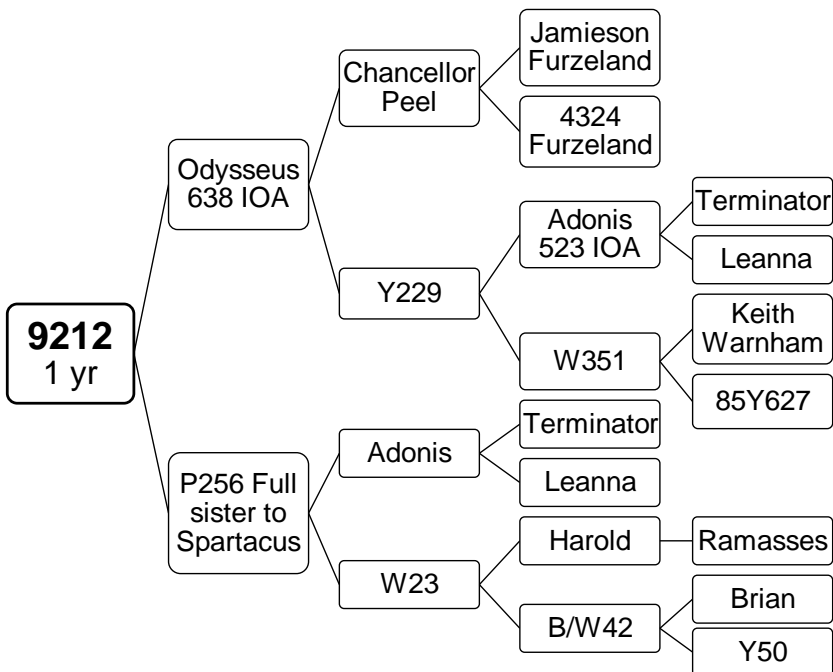 9212
1 yr
Odysseus
638 IOA
P256 Full
sister to
Spartacus
Chancellor
Peel
Y229
Adonis
W23
Jamieson
Furzeland
4324
Furzeland
Adonis
523 IOA
W351
Terminator
Leanna
Harold
B/W42
Terminator
Leanna
Keith
Warnham
85Y627
Ramasses
Brian
Y50